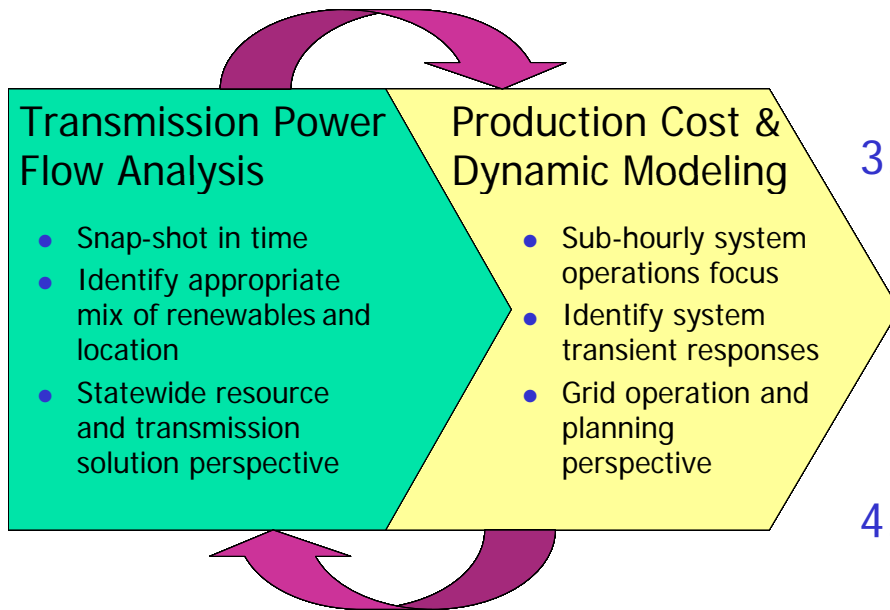 Transmission Power
Flow Analysis
● Snap-shot in time
● Identify appropriate
mix of renewables and
location
● Statewide resource
and transmission
solution perspective
Production Cost &
Dynamic Modeling
● Sub-hourly system
operations focus
● Identify system
transient responses
● Grid operation and
planning
perspective
3
4